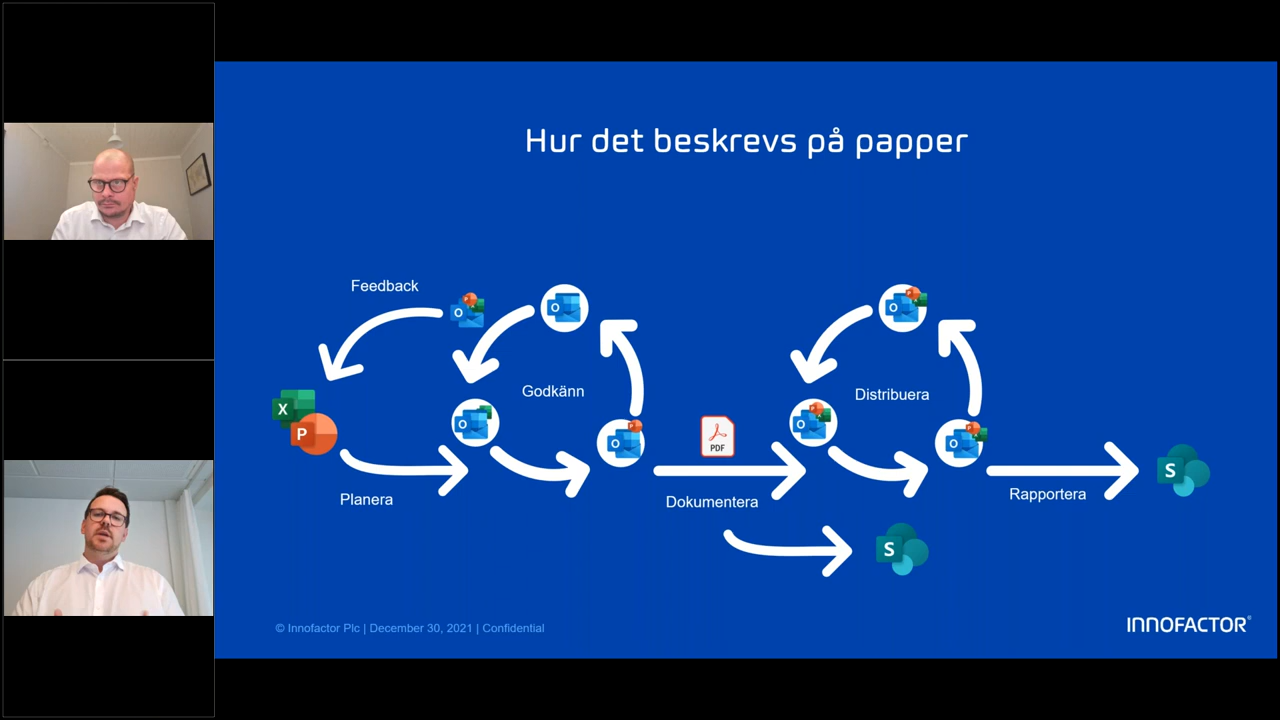 Hur det beskrevs på papper
Feedback
Godkänn
Distribuera
X
P
O
O
O
O
O
O
O
P
P
P
P
P
X
X
X
X
PDF
S
S
Planera
Dokumentera
Rapportera
© Innofactor Plc | December 30, 2021 | Confidential
INNOFACTOR®